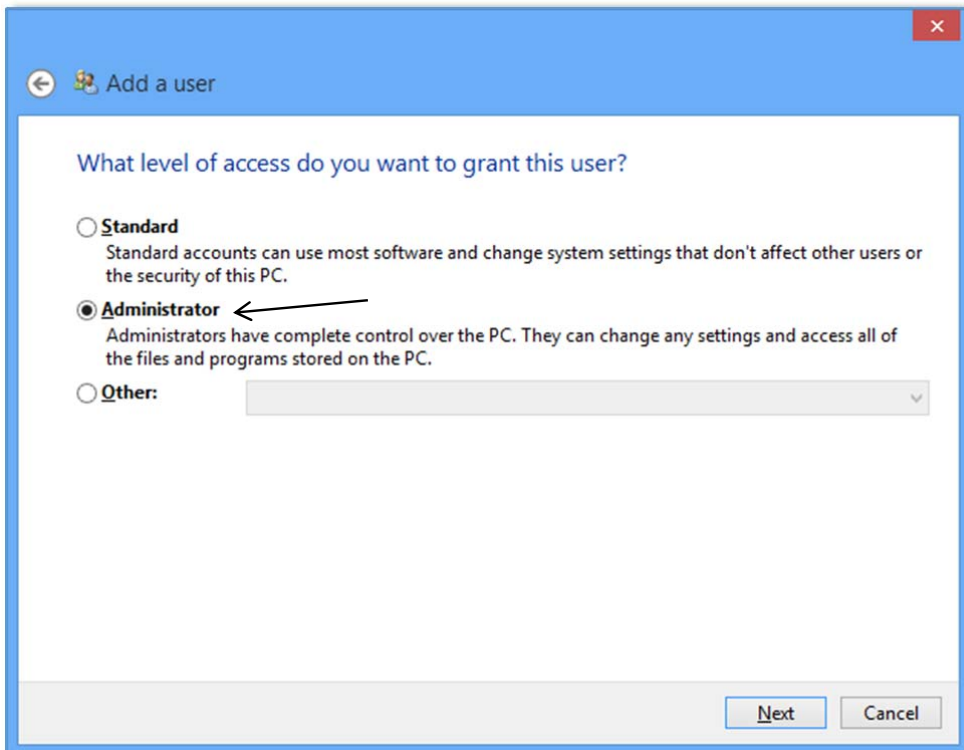 Add a user
What level of access do you want to grant this user?
Standard
Standard accounts can use most software and change system settings that don't affect other users or
the security of this PC.
Administrator
Administrators have complete control over the PC. They can change any settings and access all of
the files and programs stored on the PC.
Other:
Next Cancel